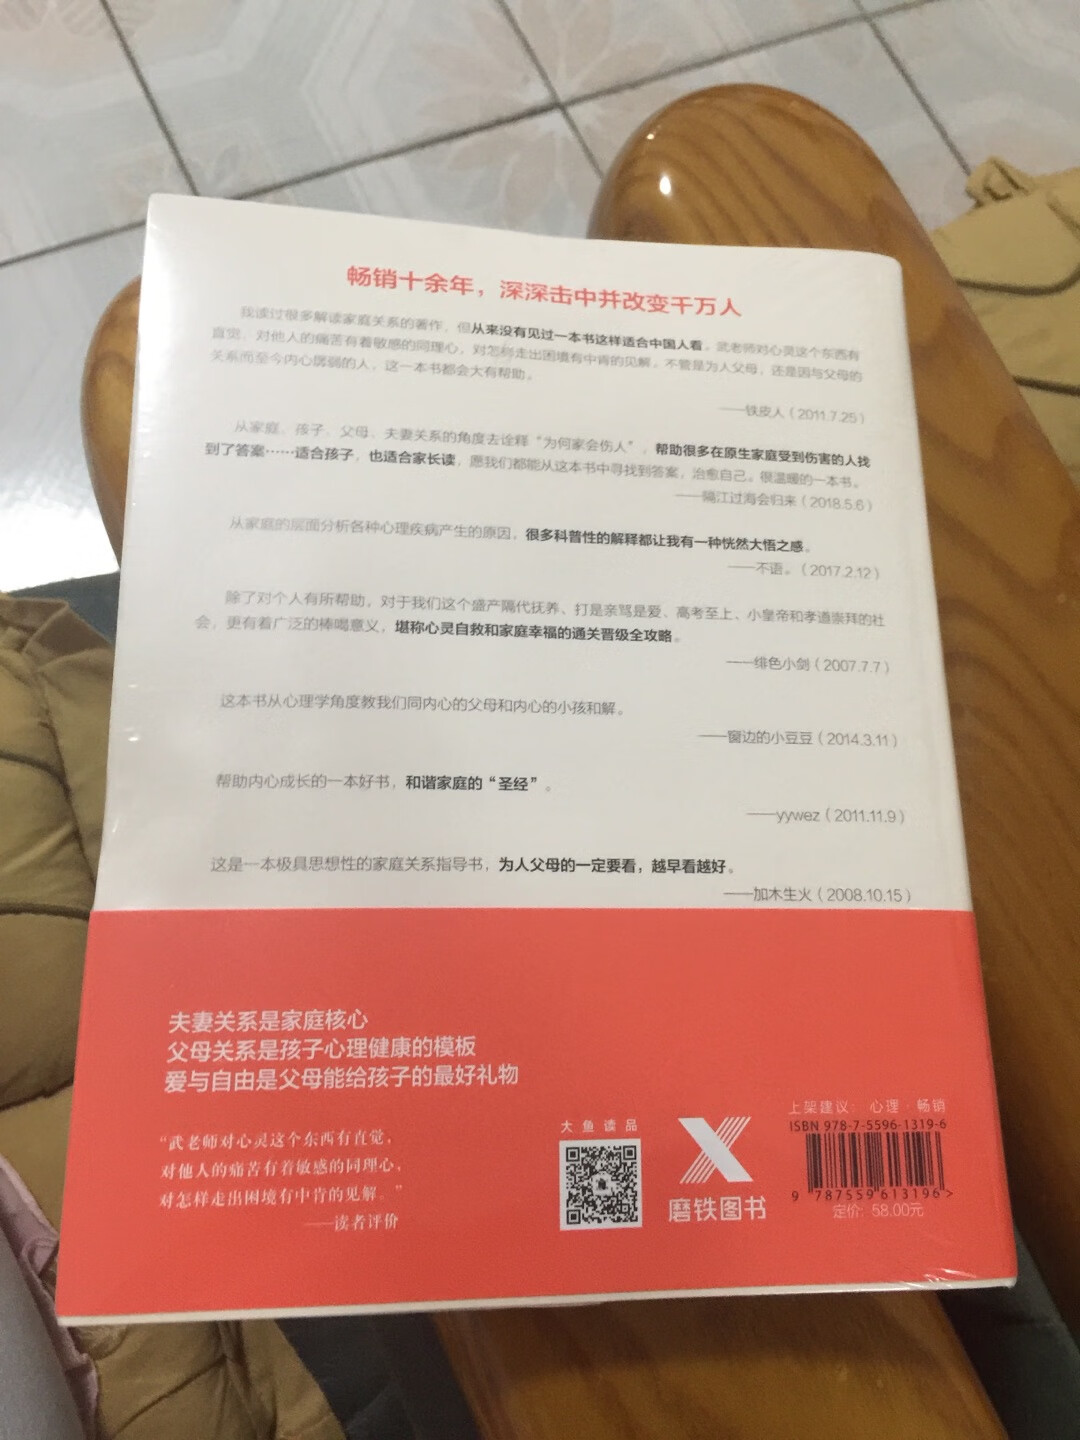 畅销十余年，深深击中并改变千万人
我读过很多解读家庭关系的著作，但从来没有见过一本书这样适合中国人看。武老师对心灵这个东西有
直觉，对他人的痛苦有着敏感的同理心，对怎样走出困境有中肯的见解。不管是为人父母，还是因与父母的
关系而至今内心孱弱的人，这一本书都会大有帮助。
——铁皮人（2011.7.25）
从家庭、孩子、父母、夫妻关系的角度去诠释“为何家会伤人”，帮助很多在原生家庭受到伤害的人找
到了答案……适合孩子，也适合家长读，愿我们都能从这本书中寻找到答案，治愈自己。很温暖的一本书。
——隔江过海会归来（2018.5.6）
从家庭的层面分析各种心理疾病产生的原因，很多科普性的解释都让我有一种恍然大悟之感。
——不语。（2017.2.12）
除了对个人有所帮助，对于我们这个盛产隔代抚养、打是亲骂是爱、高考至上、小皇帝和孝道崇拜的社
会，更有着广泛的棒喝意义，堪称心灵自救和家庭幸福的通关晋级全攻略。
——绯色小剑（2007.7.7）
这本书从心理学角度教我们同内心的父母和内心的小孩和解。
——窗边的小豆豆（2014.3.11）
帮助内心成长的一本好书，和谐家庭的“圣经”。
——yywez（2011.11.9）
这是一本极具思想性的家庭关系指导书，为人父母的一定要看，越早看越好。
——加木生火（2008.10.15）
夫妻关系是家庭核心
父母关系是孩子心理健康的模板
爱与自由是父母能给孩子的最好礼物
“武老师对心灵这个东西有直觉，
对他人的痛苦有着敏感的同理心，
对怎样走出困境有中肯的见解。”
——读者评价
大鱼读品
磨铁图书
上架建议：心理·畅销
ISBN 978-7-5596-1319-6
9 787559 613196 >
定价：58.00元